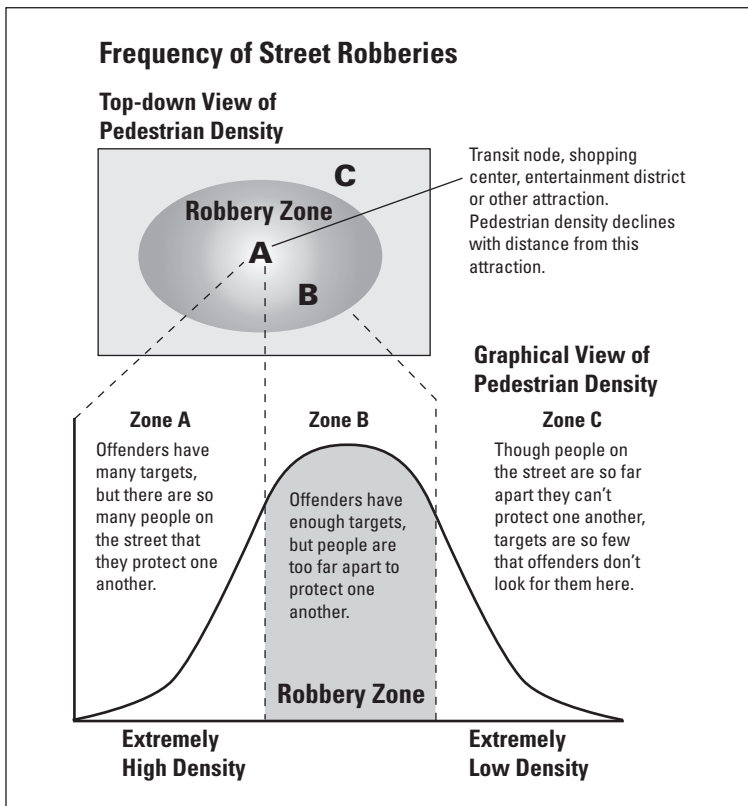 Frequency of Street Robberies
Top-down View of
Pedestrian Density
C
Robbery Zone
A
B
Transit node, shopping
center, entertainment district
or other attraction.
Pedestrian density declines
with distance from this
attraction.
Graphical View of
Pedestrian Density
Zone A
Offenders have
many targets,
but there are so
many people on
the street that
they protect one
another.
Zone B
Offenders have
enough targets,
but people are
too far apart to
protect one
another.
Zone C
Though people on
the street are so far
apart they can't
protect one another,
targets are so few
that offenders don't
look for them here.
Robbery Zone
Extremely
High Density
Extremely
Low Density